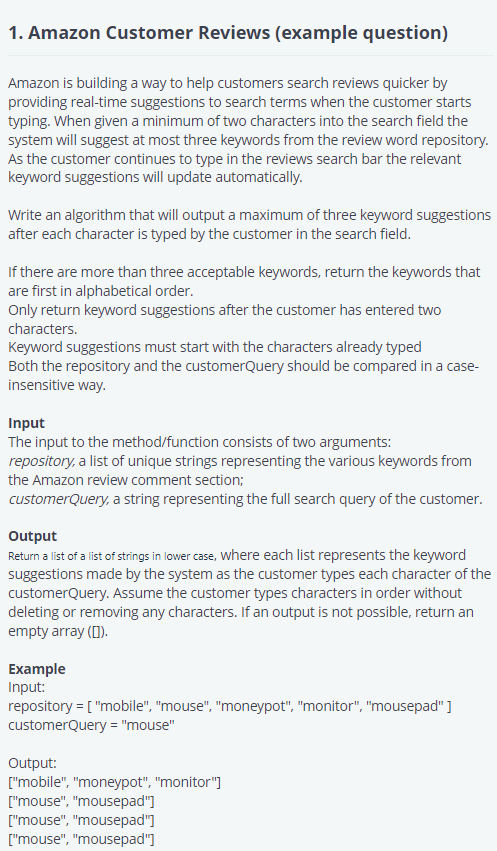 1. Amazon Customer Reviews (example question)
Amazon is building a way to help customers search reviews quicker by
providing real-time suggestions to search terms when the customer starts
typing. When given a minimum of two characters into the search field the
system will suggest at most three keywords from the review word repository.
As the customer continues to type in the reviews search bar the relevant
keyword suggestions will update automatically.
Write an algorithm that will output a maximum of three keyword suggestions
after each character is typed by the customer in the search field.
If there are more than three acceptable keywords, return the keywords that
are first in alphabetical order.
Only return keyword suggestions after the customer has entered two
characters.
Keyword suggestions must start with the characters already typed
Both the repository and the customerQuery should be compared in a case-
insensitive way.
Input
The input to the method/function consists of two arguments:
repository, a list of unique strings representing the various keywords from
the Amazon review comment section;
customerQuery, a string representing the full search query of the customer.
Output
Return a list of a list of strings in lower case, where each list represents the keyword
suggestions made by the system as the customer types each character of the
customerQuery. Assume the customer types characters in order without
deleting or removing any characters. If an output is not possible, return an
empty array ([]).
Example
Input:
repository = [ "mobile", "mouse", "moneypot", "monitor", "mousepad" ]
customerQuery = "mouse"
Output:
["mobile", "moneypot", "monitor"]
["mouse", "mousepad"]
["mouse", "mousepad"]
["mouse", "mousepad"]